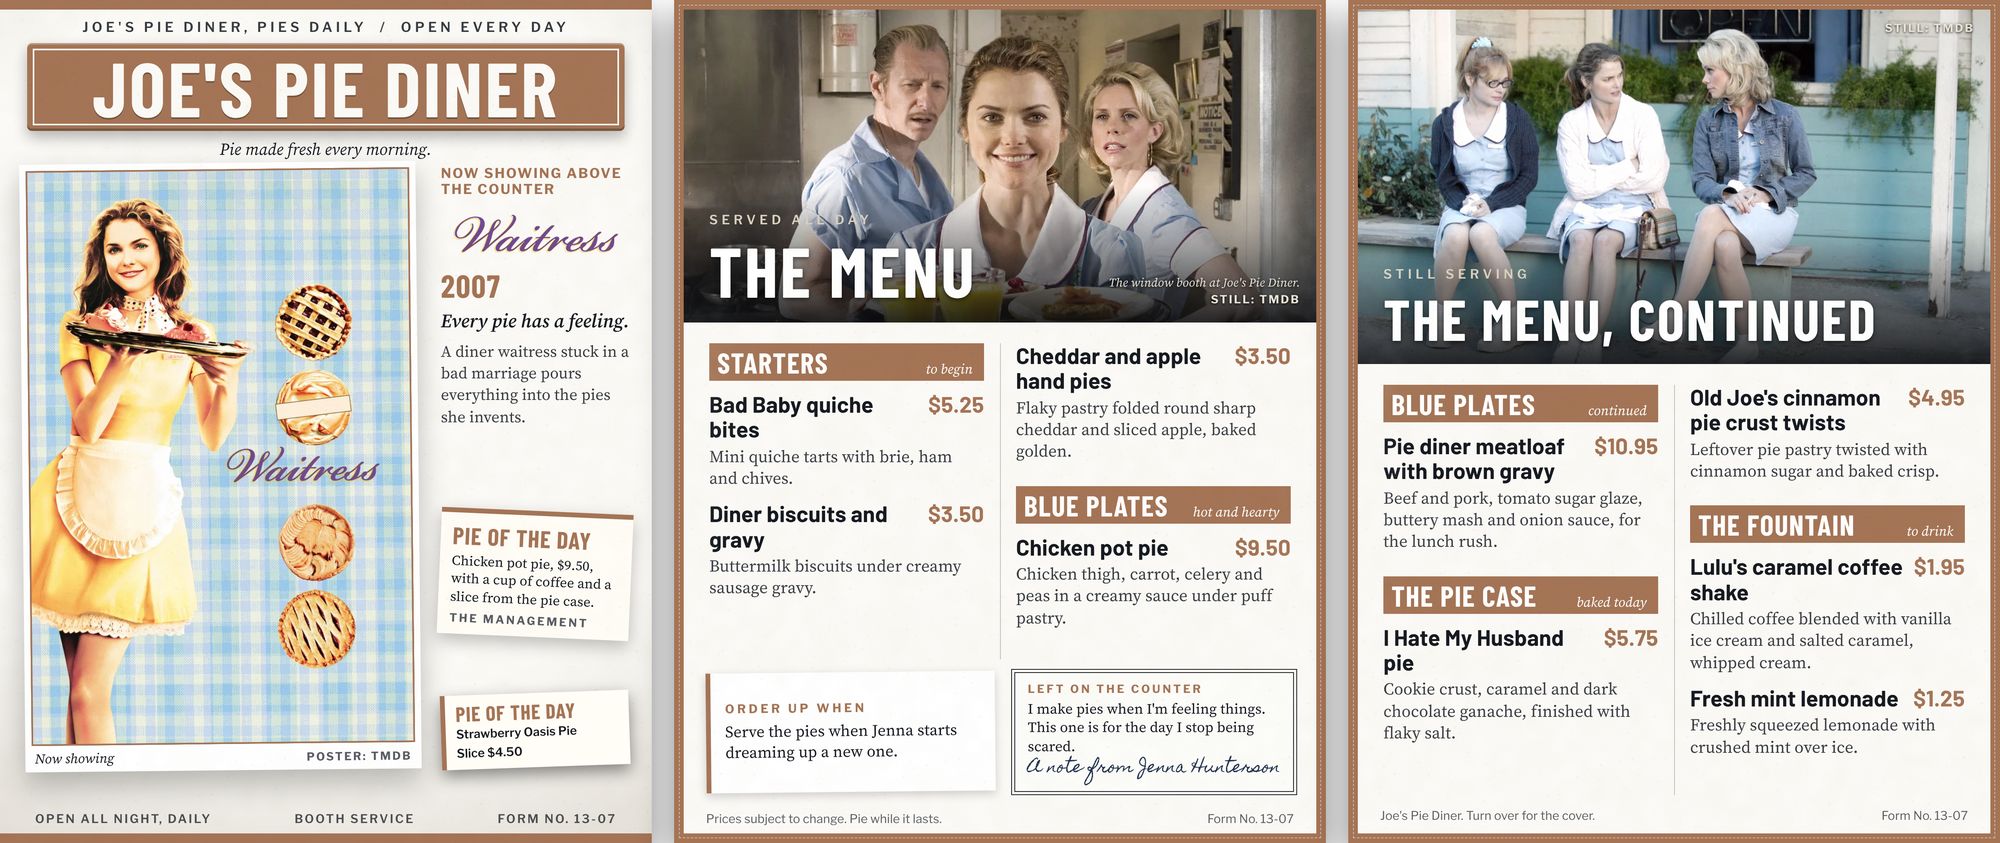 JOE'S PIE DINER, PIES DAILY / OPEN EVERY DAY
JOE'S PIE DINER
Pie made fresh every morning.
NOW SHOWING ABOVE
THE COUNTER
Waitress
2007
Every pie has a feeling.
A diner waitress stuck in a
bad marriage pours
everything into the pies
she invents.
Waitress
PIE OF THE DAY
Chicken pot pie, $9.50,
with a cup of coffee and a
slice from the pie case.
THE MANAGEMENT
PIE OF THE DAY
Strawberry Oasis Pie
Slice $4.50
Now showing
POSTER: TMDB
OPEN ALL NIGHT, DAILY
BOOTH SERVICE
FORM NO. 13-07
NOTICE
SERVED ALL DAY
THE MENU
The window booth at Joe's Pie Diner.
STILL: TMDB
STARTERS
to begin
Bad Baby quiche $5.25
bites
Mini quiche tarts with brie, ham
and chives.
Diner biscuits and $3.50
gravy
Buttermilk biscuits under creamy
sausage gravy.
Cheddar and apple $3.50
hand pies
Flaky pastry folded round sharp
cheddar and sliced apple, baked
golden.
BLUE PLATES
hot and hearty
Chicken pot pie $9.50
Chicken thigh, carrot, celery and
peas in a creamy sauce under puff
pastry.
ORDER UP WHEN
Serve the pies when Jenna starts
dreaming up a new one.
LEFT ON THE COUNTER
I make pies when I'm feeling things.
This one is for the day I stop being
scared.
A note from Jenna Hunterson
Prices subject to change. Pie while it lasts.
Form No. 13-07
OPEN
STILL: TMDB
STILL SERVING
THE MENU, CONTINUED
BLUE PLATES
continued
Pie diner meatloaf $10.95
with brown gravy
Beef and pork, tomato sugar glaze,
buttery mash and onion sauce, for
the lunch rush.
THE PIE CASE
baked today
I Hate My Husband $5.75
pie
Cookie crust, caramel and dark
chocolate ganache, finished with
flaky salt.
Old Joe's cinnamon $4.95
pie crust twists
Leftover pie pastry twisted with
cinnamon sugar and baked crisp.
THE FOUNTAIN
to drink
Lulu's caramel coffee $1.95
shake
Chilled coffee blended with vanilla
ice cream and salted caramel,
whipped cream.
Fresh mint lemonade $1.25
Freshly squeezed lemonade with
crushed mint over ice.
Joe's Pie Diner. Turn over for the cover.
Form No. 13-07